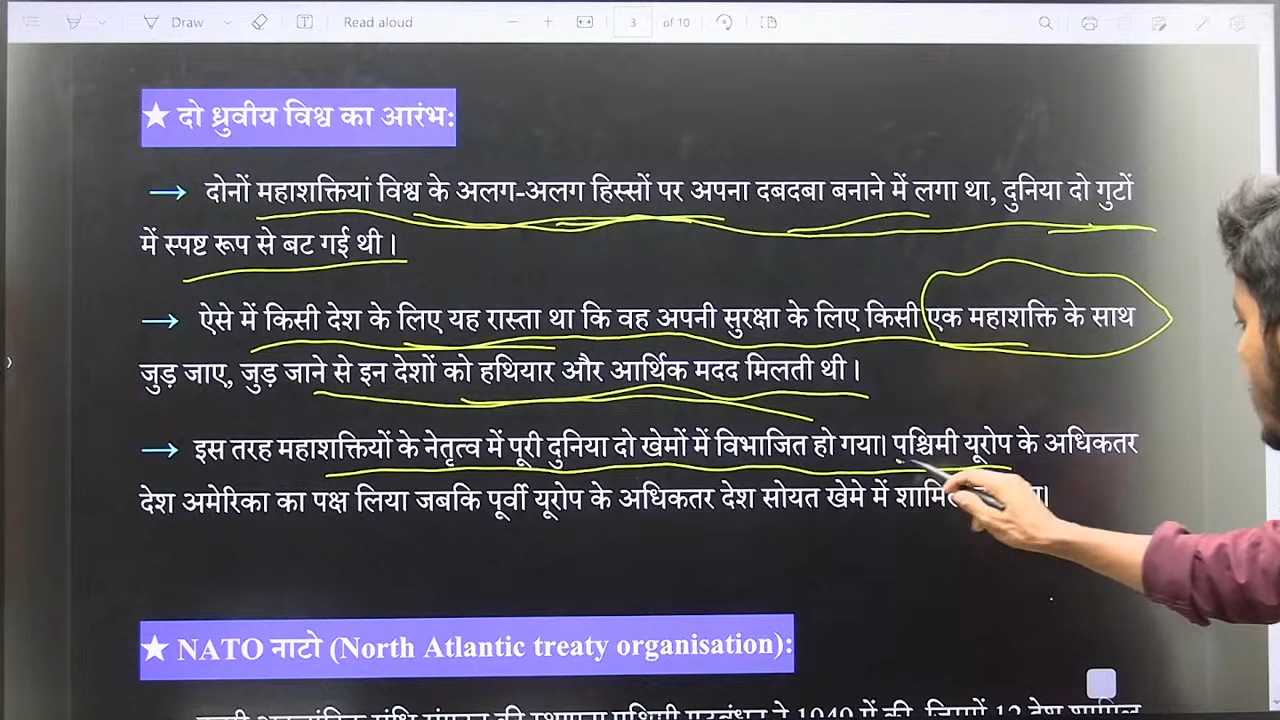 Draw
Read aloud
3 of 10
★ दो ध्रुवीय विश्व का आरंभ:
→ दोनों महाशक्तियां विश्व के अलग-अलग हिस्सों पर अपना दबदबा बनाने में लगा था, दुनिया दो गुटों
में स्पष्ट रूप से बट गई थी।
→ ऐसे में किसी देश के लिए यह रास्ता था कि वह अपनी सुरक्षा के लिए किसी एक महाशक्ति के साथ
जुड़ जाए, जुड़ जाने से इन देशों को हथियार और आर्थिक मदद मिलती थी।
→ इस तरह महाशक्तियों के नेतृत्व में पूरी दुनिया दो खेमों में विभाजित हो गया। पश्चिमी यूरोप के अधिकतर
देश अमेरिका का पक्ष लिया जबकि पूर्वी यूरोप के अधिकतर देश सोयत खेमे में
★ NATO नाटो (North Atlantic treaty organisation):